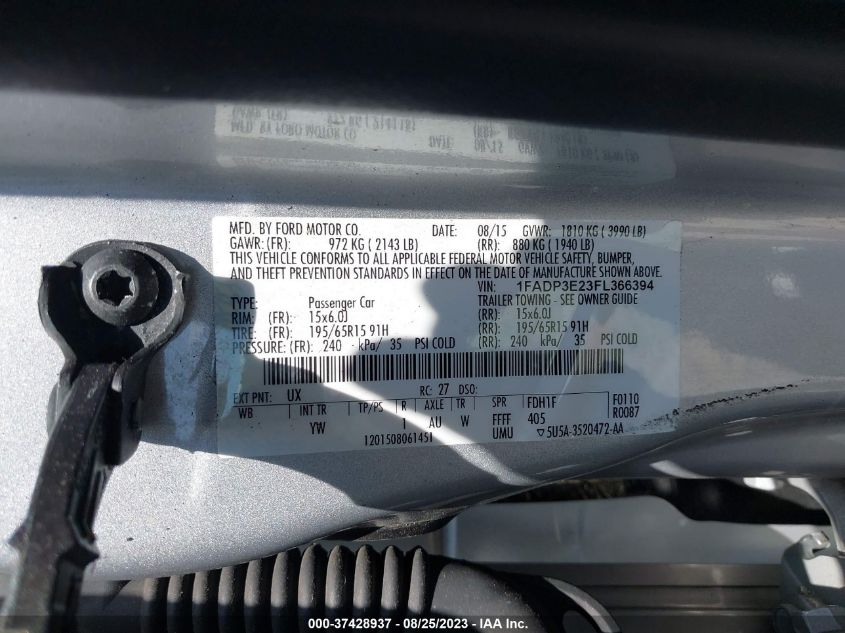 MFD. BY FORD MOTOR CO. DATE: 08/15 GVWR: 1810 KG ( 3990 LB)
GAWR: (FR): 972 KG ( 2143 LB) (RR): 880 KG ( 1940 LB)
THIS VEHICLE CONFORMS TO ALL APPLICABLE FEDERAL MOTOR VEHICLE SAFETY, BUMPER,
AND THEFT PREVENTION STANDARDS IN EFFECT ON THE DATE OF MANUFACTURE SHOWN ABOVE.
VIN: 1FADP3E23FL366394
TYPE: Passenger Car TRAILER TOWING - SEE OWNER GUIDE
RIM: (FR): 15x6.0J (RR): 15x6.0J
TIRE: (FR): 195/65R15 91H (RR): 195/65R15 91H
PRESSURE: (FR): 240 kPa/ 35 PSI COLD (RR): 240 kPa/ 35 PSI COLD
EXT PNT: UX RC: 27 DSO:
WB INT TR TP/PS R AXLE TR SPR FDH1F F0110
YW 1 AU W FFFF 405 R0087
1201508061451 UMU 5U5A-3520472-AA
000-37428937 - 08/25/2023 - IAA Inc.